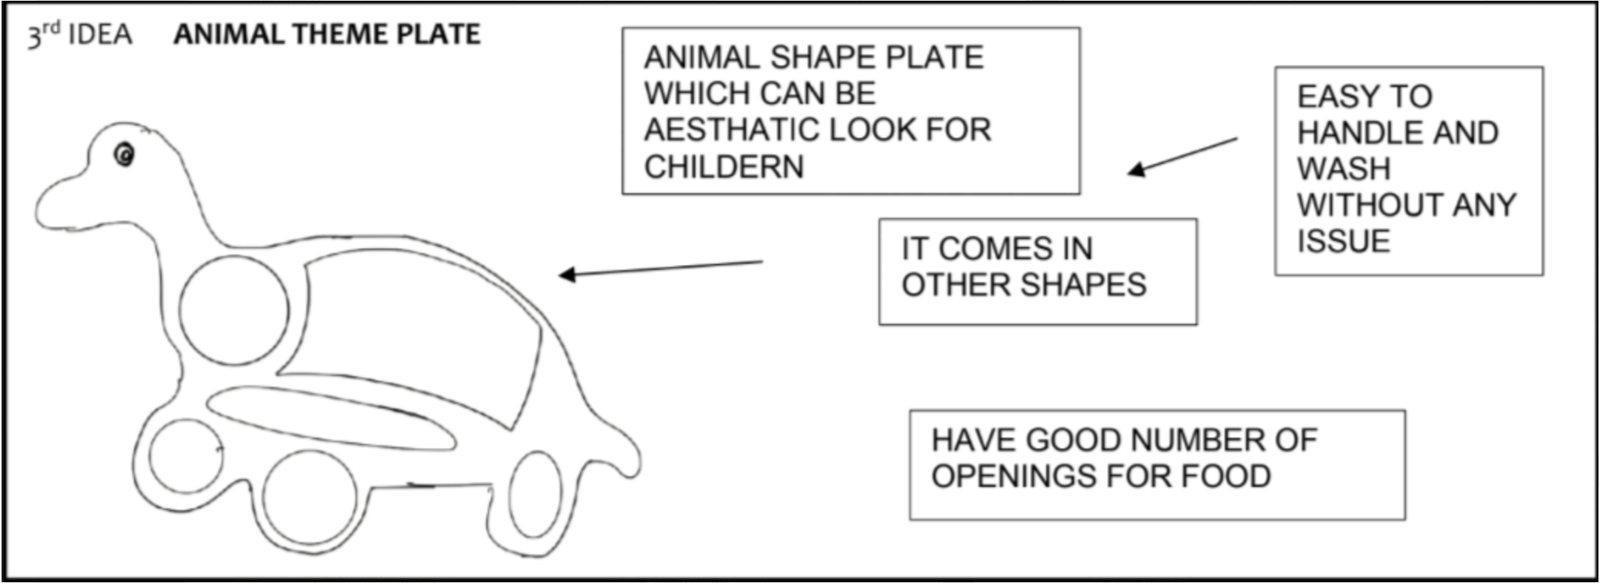 3rd IDEA ANIMAL THEME PLATE
ANIMAL SHAPE PLATE
WHICH CAN BE
AESTHATIC LOOK FOR
CHILDERN
EASY TO
HANDLE AND
WASH
WITHOUT ANY
ISSUE
IT COMES IN
OTHER SHAPES
HAVE GOOD NUMBER OF
OPENINGS FOR FOOD